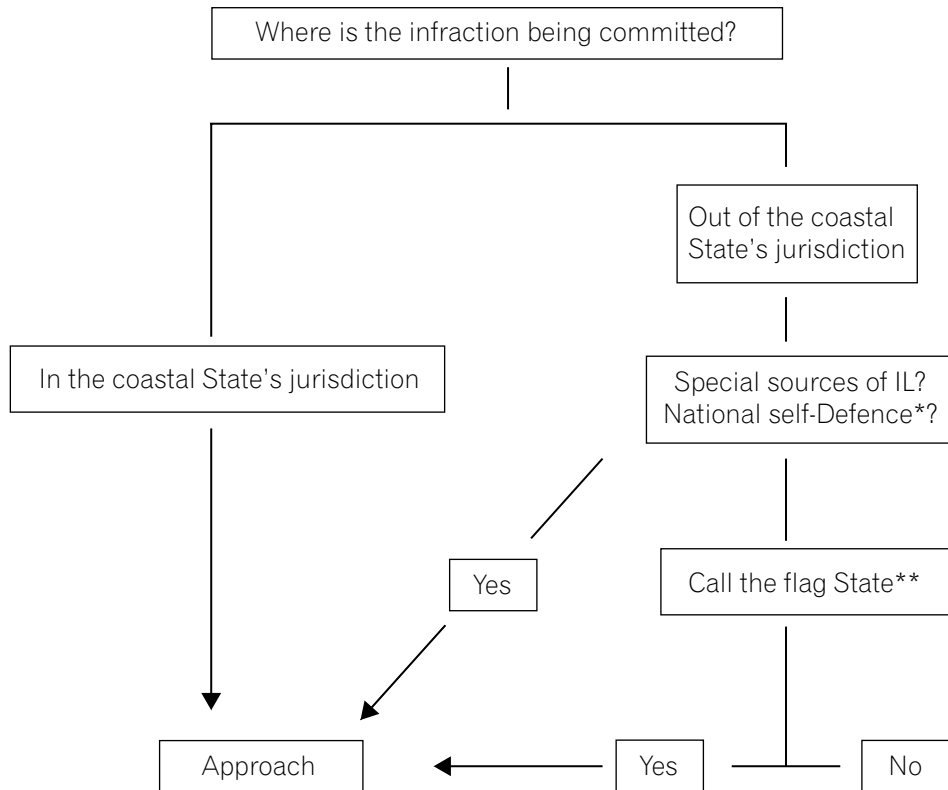 Where is the infraction being committed?
Out of the coastal
State’s jurisdiction
In the coastal State’s jurisdiction
Special sources of IL?
National self-Defence*?
Yes
Call the flag State**
Approach
Yes
No